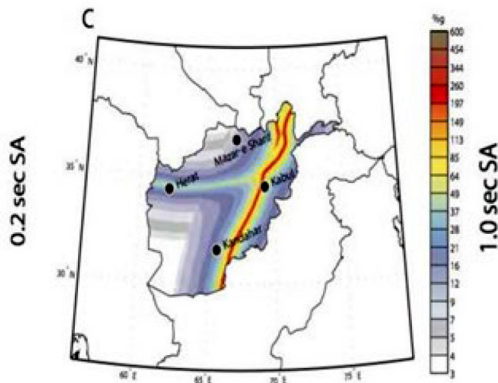 C
0.2 sec SA
1.0 sec SA
%g
600
454
344
260
197
149
113
85
64
49
37
28
21
16
12
9
7
5
4
3
40°N
35°N
30°N
60°E
65°E
70°E
75°E
Mazar-e Sharif
Herat
Kabul
Kandahar